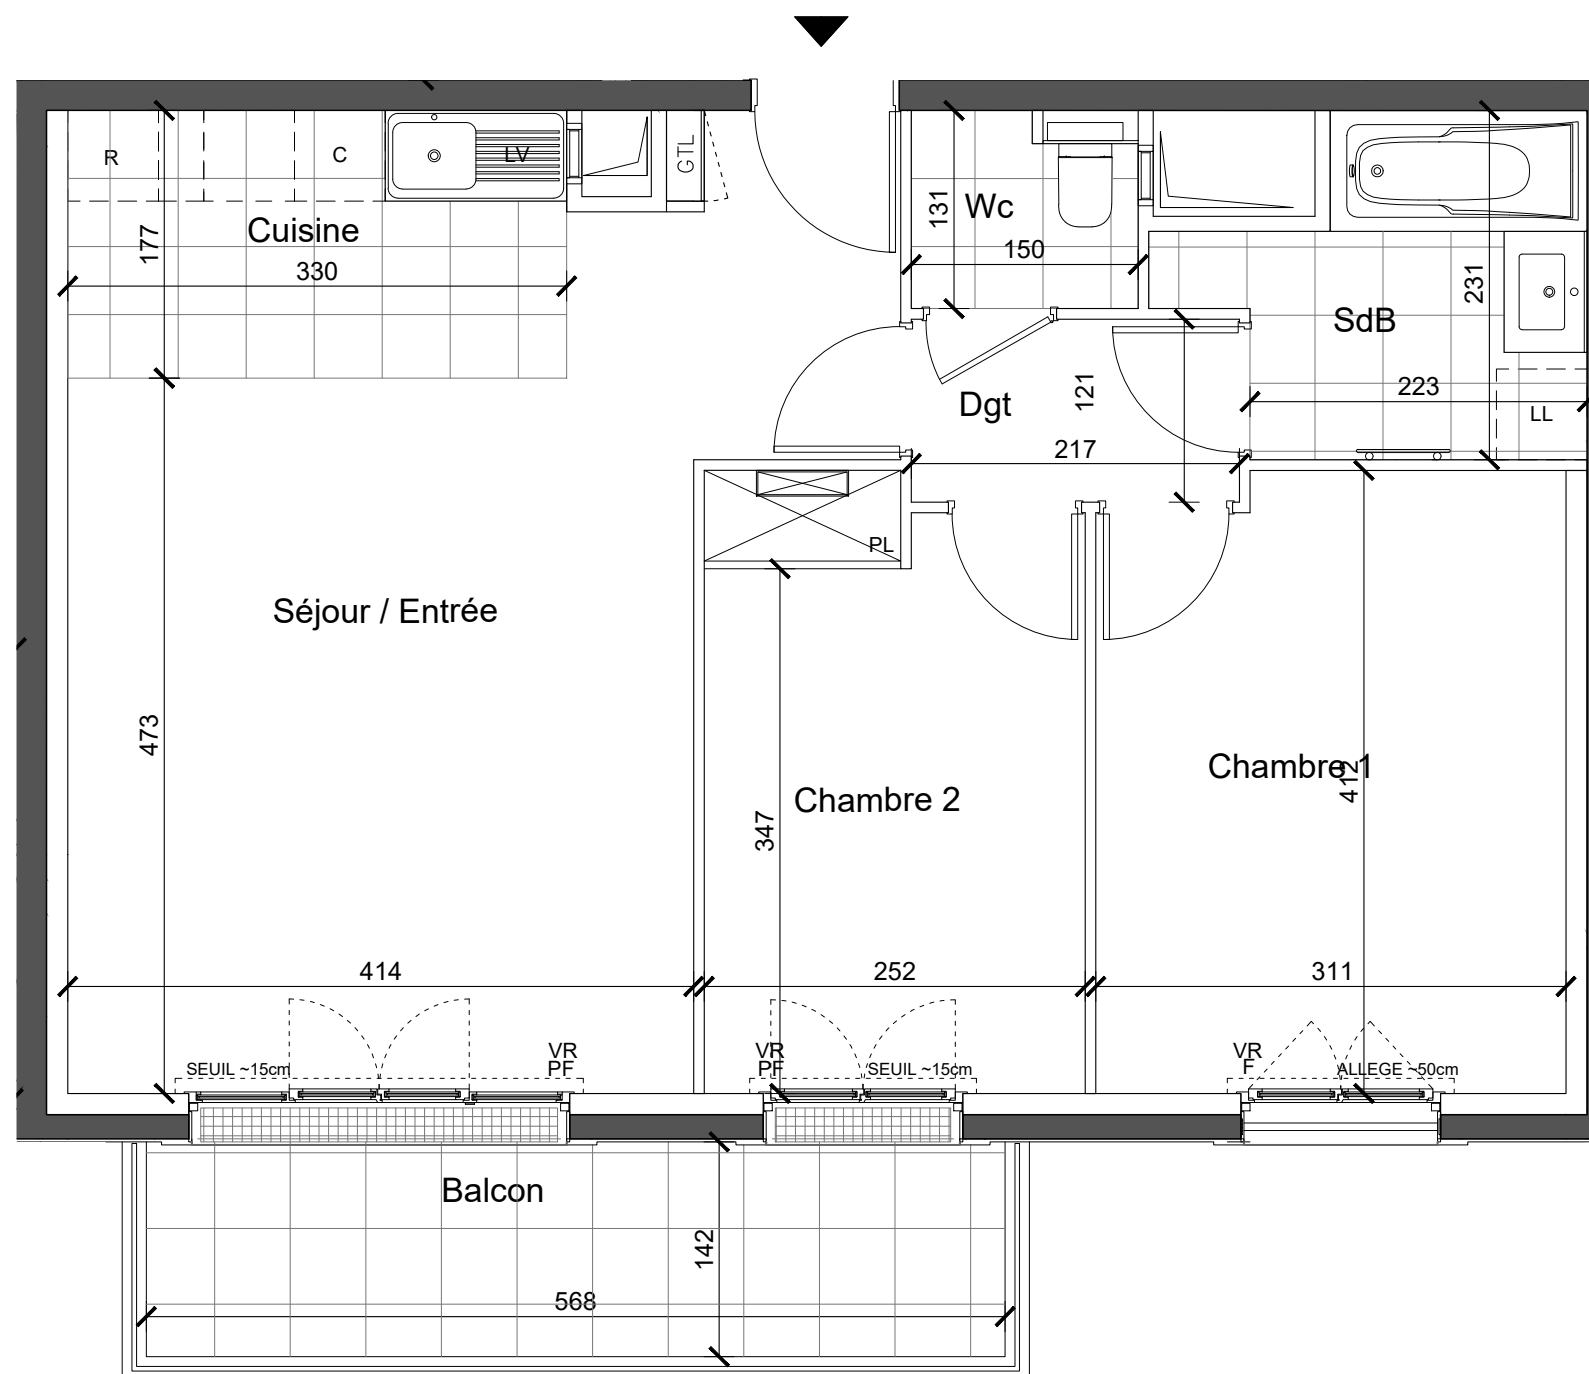 R
C
LV
GTL
Cuisine
177
330
131
Wc
150
231
SdB
223
LL
Dgt
121
217
PL
Séjour / Entrée
473
Chambre 2
347
Chambre 1
412
414
252
311
SEUIL ~15cm
VR
PF
VR
PF
SEUIL ~15cm
VR
F
ALLEGE ~50cm
Balcon
142
568